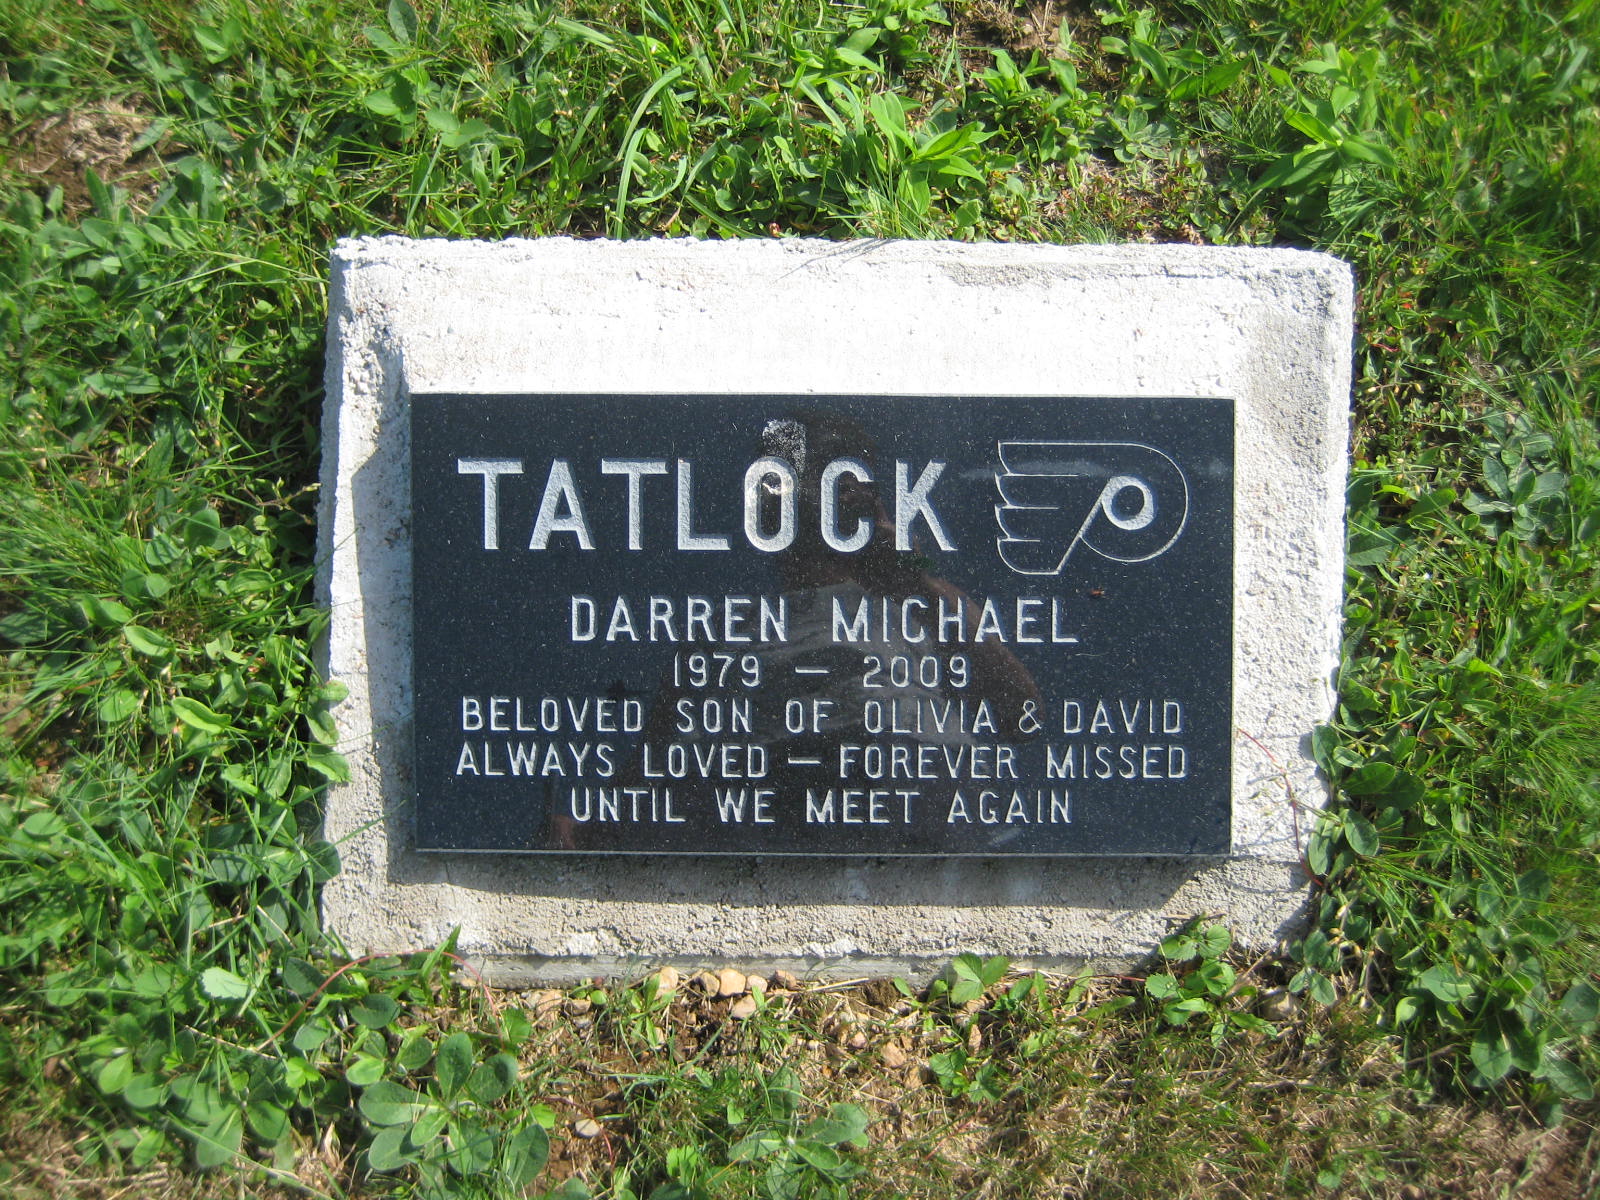 TATLOCK
DARREN MICHAEL
1979 — 2009
BELOVED SON OF OLIVIA & DAVID
ALWAYS LOVED — FOREVER MISSED
UNTIL WE MEET AGAIN